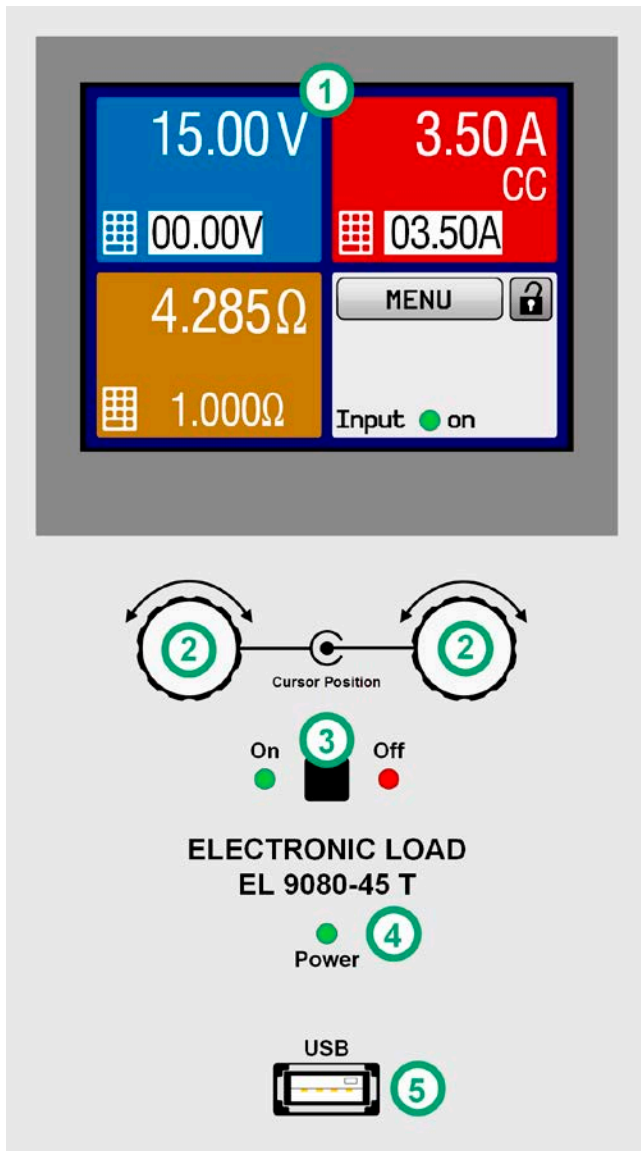 1
15.00 V
3.50 A
CC
00.00V
03.50A
4.285Ω
MENU
1.000Ω
Input on
2
2
Cursor Position
3
On
Off
ELECTRONIC LOAD
EL 9080-45 T
4
Power
USB
5